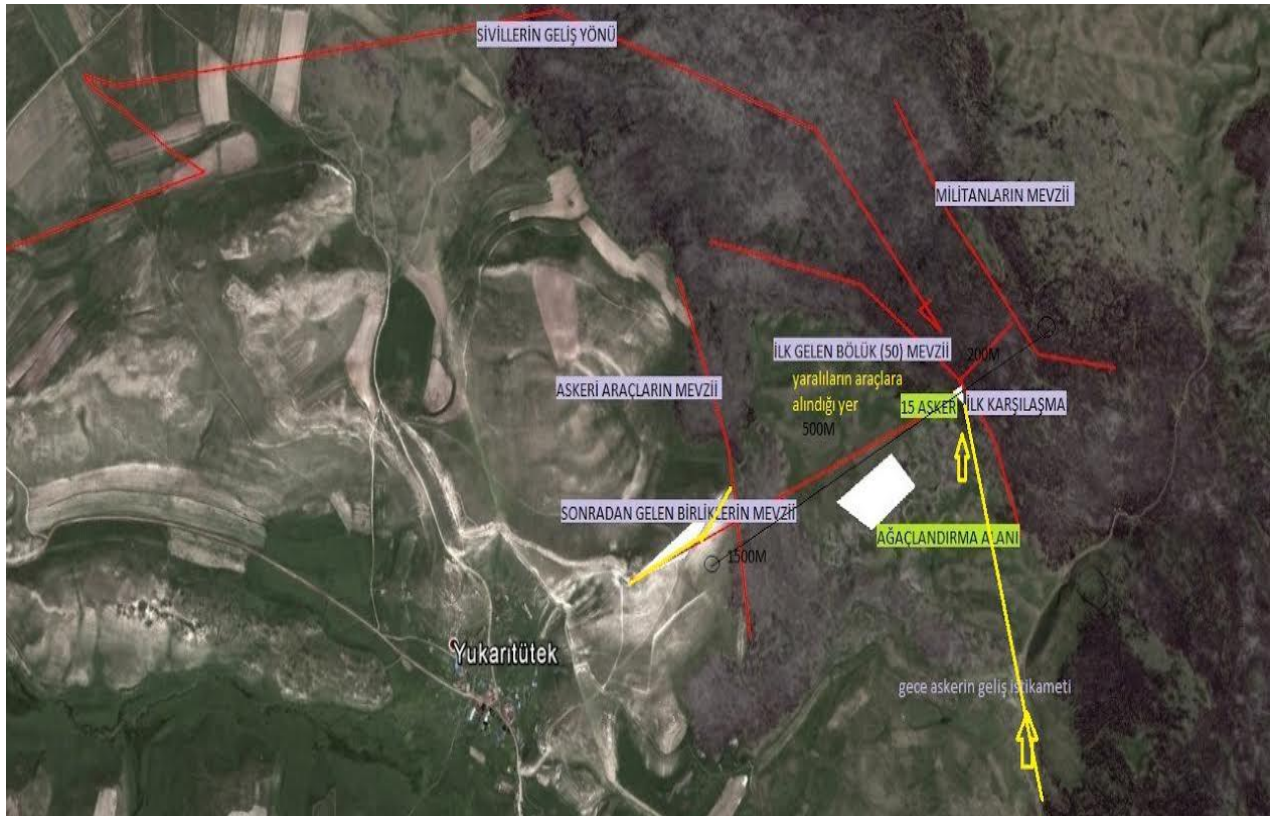 SİVİLLERİN GELİŞ YÖNÜ
MİLİTANLARIN MEVZİİ
İLK GELEN BÖLÜK (50) MEVZİİ
200M
yaralıların araçlara
alındığı yer
ASKERİ ARAÇLARIN MEVZİİ
15 ASKER
İLK KARŞILAŞMA
500M
SONRADAN GELEN BİRLİKLERİN MEVZİİ
AĞAÇLANDIRMA ALANI
1500M
Yukarıtütek
gece askerin geliş istikameti